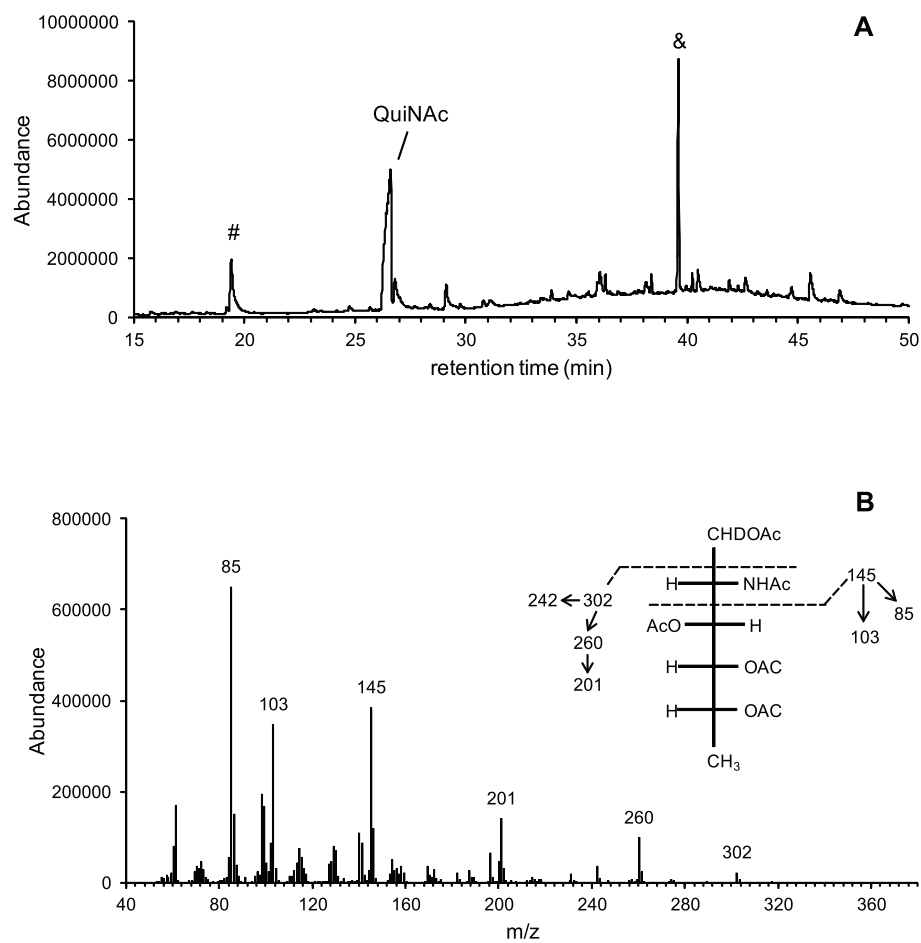 A
10000000
8000000
6000000
4000000
2000000
0
Abundance
#
QuiNAc
&
15 20 25 30 35 40 45 50
retention time (min)
B
800000
600000
400000
200000
0
Abundance
85
103
145
201
260
302
CHDOAc
H NHAc
AcO H
H OAC
H OAC
CH3
242 302
260
201
145
85
103
40 80 120 160 200 240 280 320 360
m/z